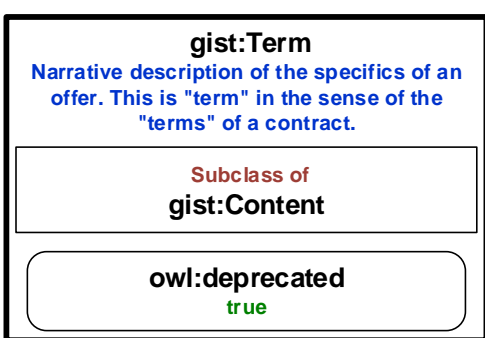 gist:Term
Narrative description of the specifics of an
offer. This is "term" in the sense of the
"terms" of a contract.
Subclass of
gist:Content
owl:deprecated
true